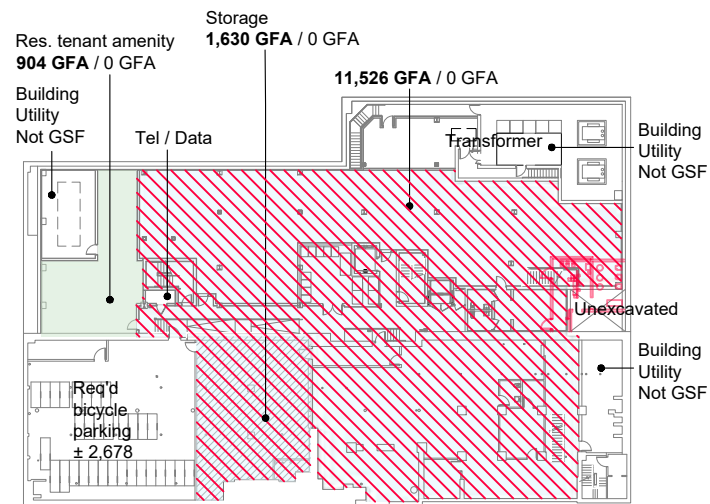 Storage
1,630 GFA / 0 GFA
Res. tenant amenity
904 GFA / 0 GFA
11,526 GFA / 0 GFA
Building
Utility
Not GSF
Tel / Data
Transformer
Building
Utility
Not GSF
Unexcavated
Building
Utility
Not GSF
Req'd
bicycle
parking
± 2,678